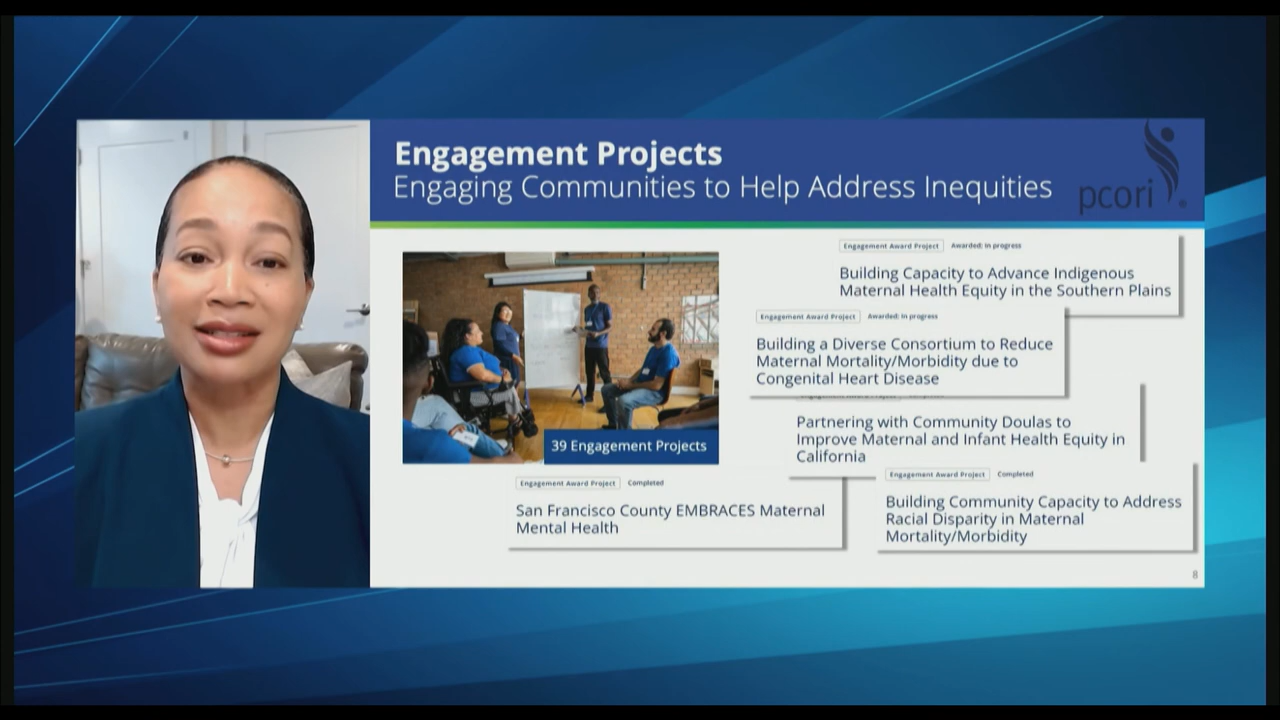 Engagement Projects
Engaging Communities to Help Address Inequities
pcori
Engagement Award Project Awarded: In progress
Building Capacity to Advance Indigenous
Maternal Health Equity in the Southern Plains
Engagement Award Project Awarded: In progress
Building a Diverse Consortium to Reduce
Maternal Mortality/Morbidity due to
Congenital Heart Disease
Partnering with Community Doulas to
Improve Maternal and Infant Health Equity in
California
39 Engagement Projects
Engagement Award Project Completed
San Francisco County EMBRACES Maternal
Mental Health
Engagement Award Project Completed
Building Community Capacity to Address
Racial Disparity in Maternal
Mortality/Morbidity
8